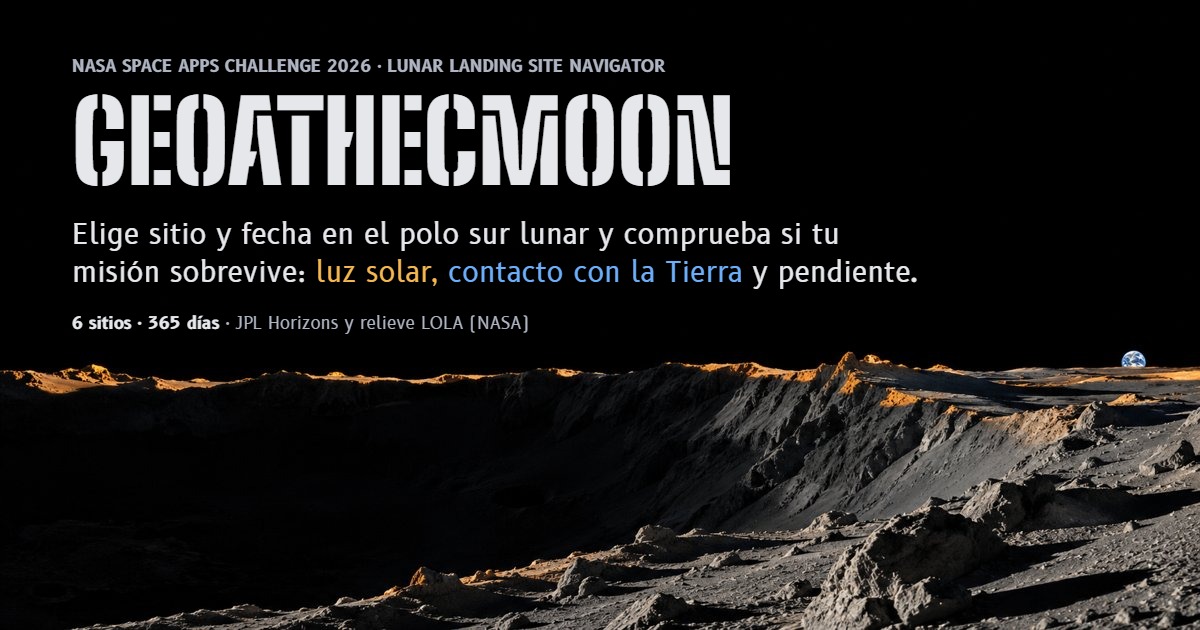 NASA SPACE APPS CHALLENGE 2026 · LUNAR LANDING SITE NAVIGATOR
GEOATHECMOON
Elige sitio y fecha en el polo sur lunar y comprueba si tu
misión sobrevive: luz solar, contacto con la Tierra y pendiente.
6 sitios · 365 días · JPL Horizons y relieve LOLA (NASA)